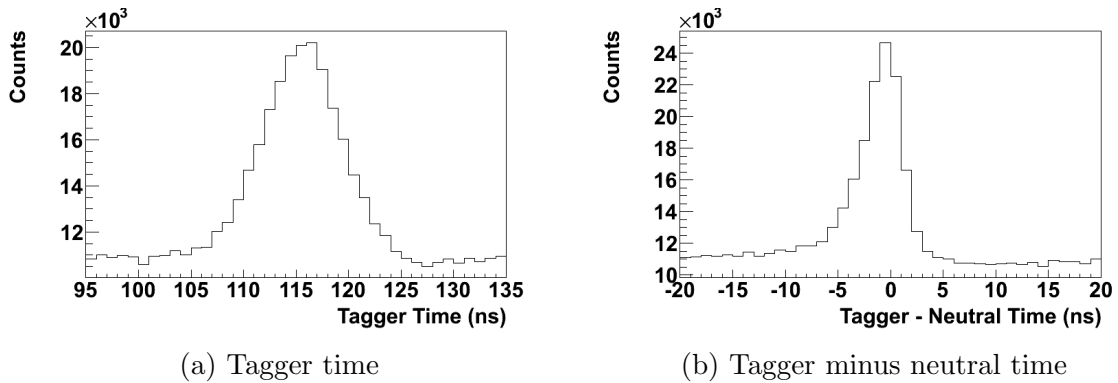 ×10³
Counts
20
18
16
14
12
95 100 105 110 115 120 125 130 135
Tagger Time (ns)
(a) Tagger time
×10³
Counts
24
22
20
18
16
14
12
10
-20 -15 -10 -5 0 5 10 15 20
Tagger - Neutral Time (ns)
(b) Tagger minus neutral time